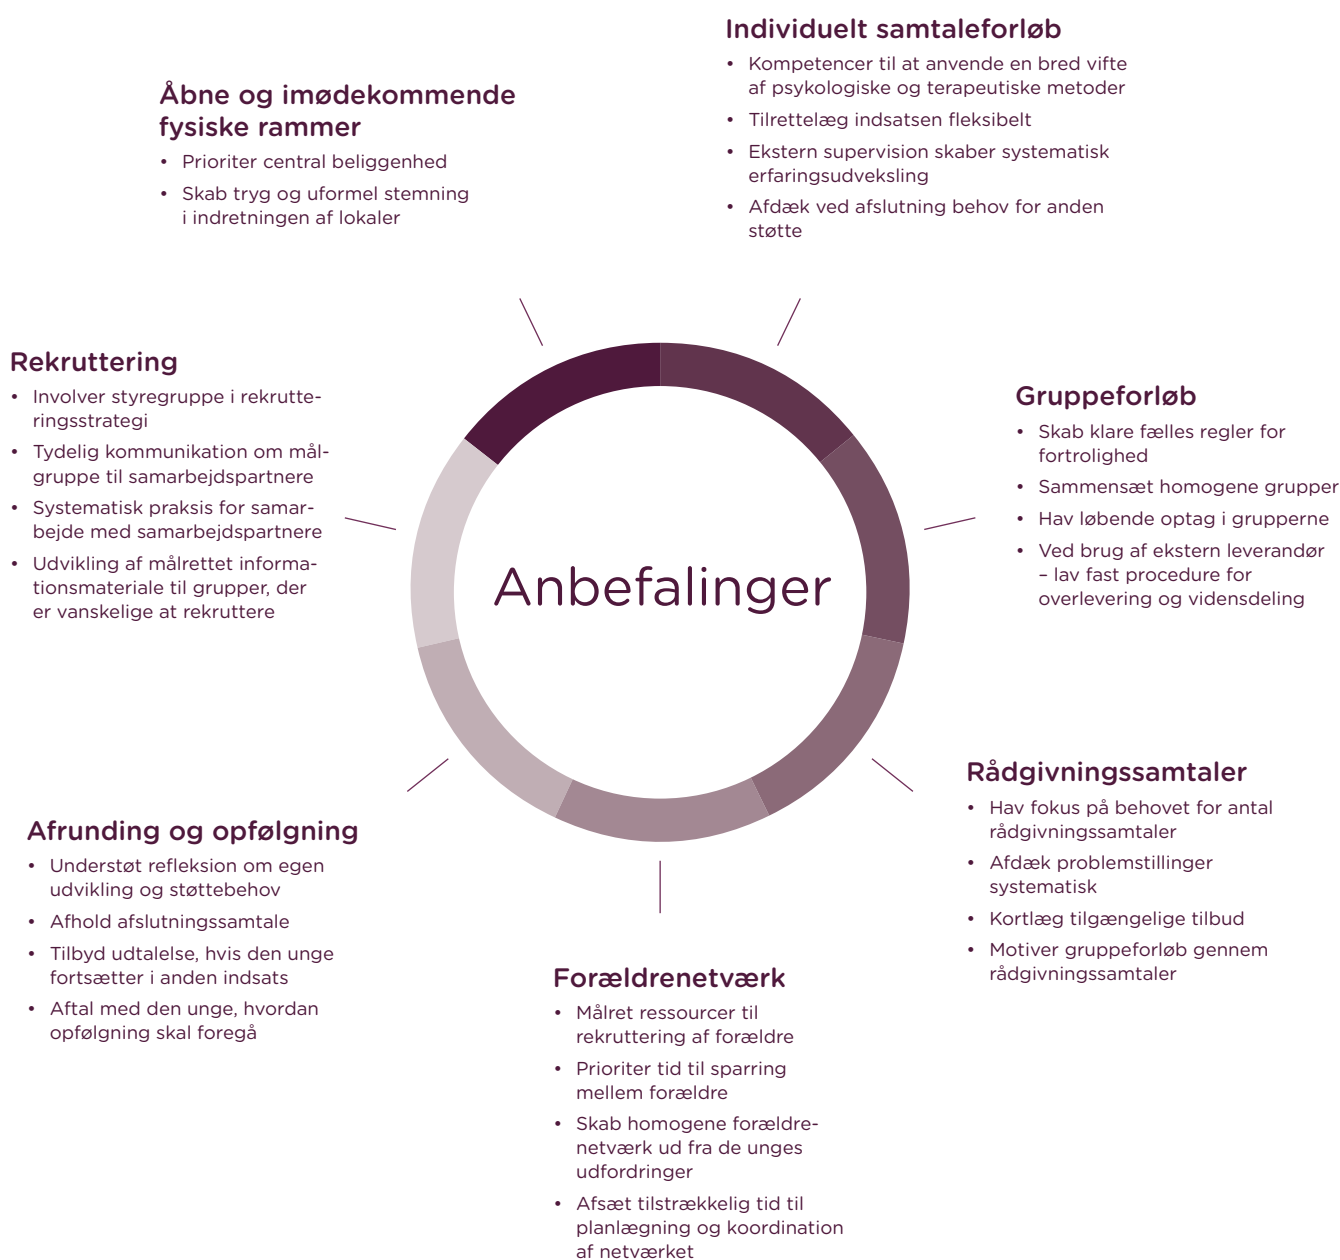 Individuelt samtaleforløb
• Kompetencer til at anvende en bred vifte
af psykologiske og terapeutiske metoder
• Tilrettelæg indsatsen fleksibelt
• Ekstern supervision skaber systematisk
erfaringsudveksling
• Afdæk ved afslutning behov for anden
støtte
Åbne og imødekommende
fysiske rammer
• Prioriter central beliggenhed
• Skab tryg og uformel stemning
i indretningen af lokaler
Rekruttering
• Involver styregruppe i rekrutte-
ringsstrategi
• Tydelig kommunikation om mål-
gruppe til samarbejdspartnere
• Systematisk praksis for samar-
bejde med samarbejdspartnere
• Udvikling af målrettet informa-
tionsmateriale til grupper, der
er vanskelige at rekruttere
Gruppeforløb
• Skab klare fælles regler for
fortrolighed
• Sammensæt homogene grupper
• Hav løbende optag i grupperne
• Ved brug af ekstern leverandør
– lav fast procedure for
overlevering og vidensdeling
Anbefalinger
Rådgivningssamtaler
• Hav fokus på behovet for antal
rådgivningssamtaler
• Afdæk problemstillinger
systematisk
• Kortlæg tilgængelige tilbud
• Motiver gruppeforløb gennem
rådgivningssamtaler
Afrunding og opfølgning
• Understøt refleksion om egen
udvikling og støttebehov
• Afhold afslutningssamtale
• Tilbyd udtalelse, hvis den unge
fortsætter i anden indsats
• Aftal med den unge, hvordan
opfølgning skal foregå
Forældrenetværk
• Målret ressourcer til
rekruttering af forældre
• Prioriter tid til sparring
mellem forældre
• Skab homogene forældre-
netværk ud fra de unges
udfordringer
• Afsæt tilstrækkelig tid til
planlægning og koordination
af netværket